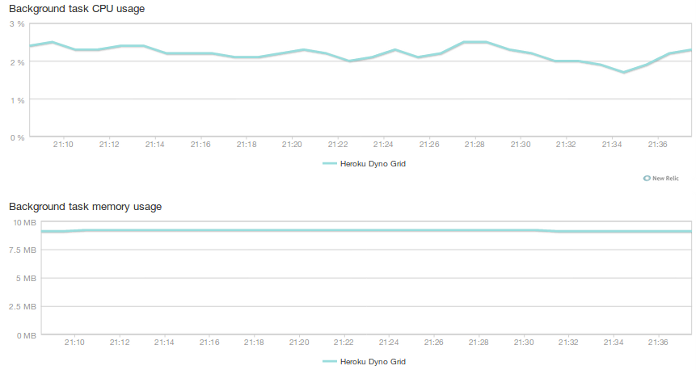 Background task CPU usage
3 %
2 %
1 %
0 %
21:10 21:12 21:14 21:16 21:18 21:20 21:22 21:24 21:26 21:28 21:30 21:32 21:34 21:36
Heroku Dyno Grid
New Relic
Background task memory usage
10 MB
7.5 MB
5 MB
2.5 MB
0 MB
21:10 21:12 21:14 21:16 21:18 21:20 21:22 21:24 21:26 21:28 21:30 21:32 21:34 21:36
Heroku Dyno Grid